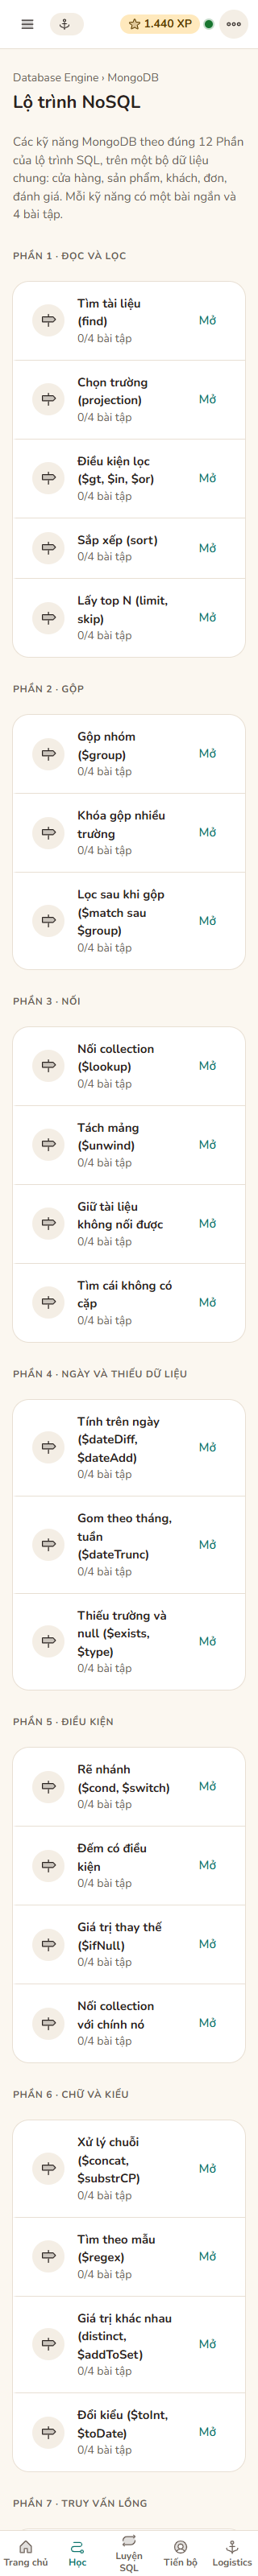 1.440 XP
Database Engine › MongoDB
Lộ trình NoSQL
Các kỹ năng MongoDB theo đúng 12 Phần
của lộ trình SQL, trên một bộ dữ liệu
chung: cửa hàng, sản phẩm, khách, đơn,
đánh giá. Mỗi kỹ năng có một bài ngắn và
4 bài tập.
PHẦN 1 · ĐỌC VÀ LỌC
Tìm tài liệu
(find)
0/4 bài tập
Mở
Chọn trường
(projection)
0/4 bài tập
Mở
Điều kiện lọc
($gt, $in, $or)
0/4 bài tập
Mở
Sắp xếp (sort)
0/4 bài tập
Mở
Lấy top N (limit,
skip)
0/4 bài tập
Mở
PHẦN 2 · GỘP
Gộp nhóm
($group)
0/4 bài tập
Mở
Khóa gộp nhiều
trường
0/4 bài tập
Mở
Lọc sau khi gộp
($match sau
$group)
0/4 bài tập
Mở
PHẦN 3 · NỐI
Nối collection
($lookup)
0/4 bài tập
Mở
Tách mảng
($unwind)
0/4 bài tập
Mở
Giữ tài liệu
không nối được
0/4 bài tập
Mở
Tìm cái không có
cặp
0/4 bài tập
Mở
PHẦN 4 · NGÀY VÀ THIẾU DỮ LIỆU
Tính trên ngày
($dateDiff,
$dateAdd)
0/4 bài tập
Mở
Gom theo tháng,
tuần
($dateTrunc)
0/4 bài tập
Mở
Thiếu trường và
null ($exists,
$type)
0/4 bài tập
Mở
PHẦN 5 · ĐIỀU KIỆN
Rẽ nhánh
($cond, $switch)
0/4 bài tập
Mở
Đếm có điều
kiện
0/4 bài tập
Mở
Giá trị thay thế
($ifNull)
0/4 bài tập
Mở
Nối collection
với chính nó
0/4 bài tập
Mở
PHẦN 6 · CHỮ VÀ KIỂU
Xử lý chuỗi
($concat,
$substrCP)
0/4 bài tập
Mở
Tìm theo mẫu
($regex)
0/4 bài tập
Mở
Giá trị khác nhau
(distinct,
$addToSet)
0/4 bài tập
Mở
Đổi kiểu ($toInt,
$toDate)
0/4 bài tập
Mở
PHẦN 7 · TRUY VẤN LỒNG
Trang chủ
Học
Luyện
SQL
Tiến bộ
Logistics